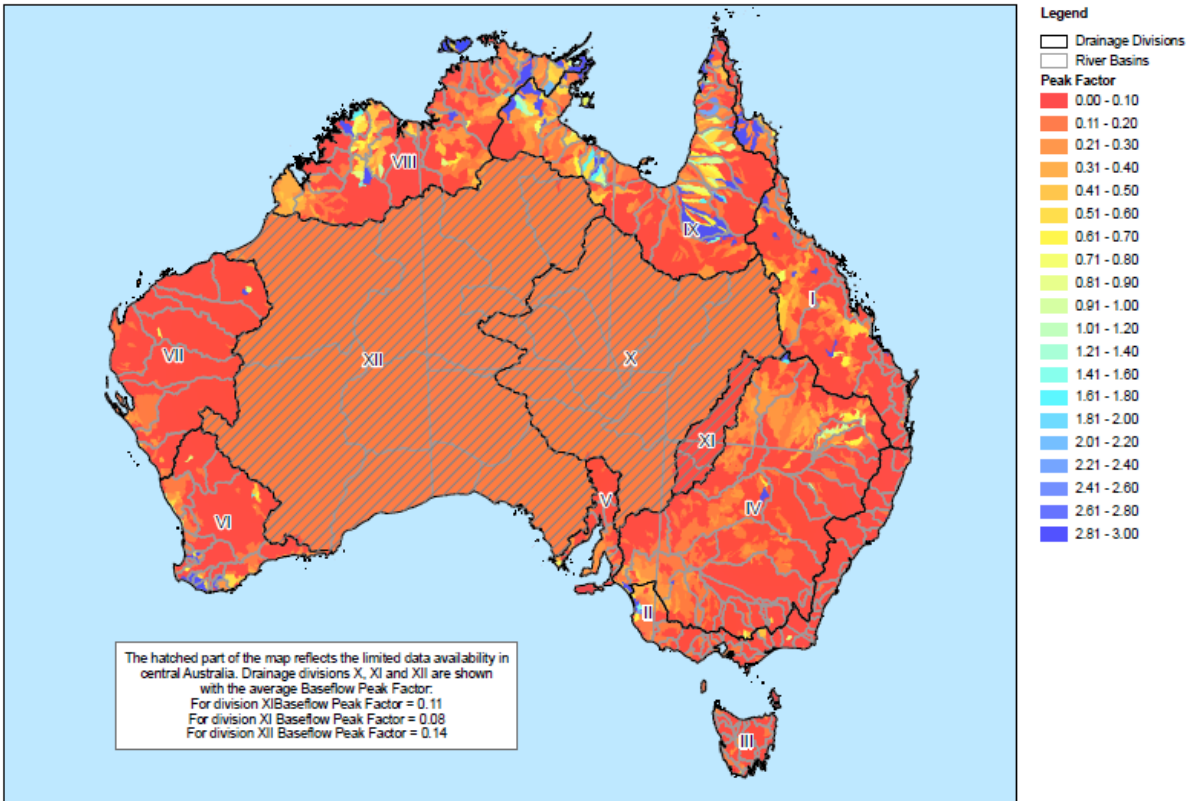 Legend
Drainage Divisions
River Basins
Peak Factor
0.00 - 0.10
0.11 - 0.20
0.21 - 0.30
0.31 - 0.40
0.41 - 0.50
0.51 - 0.60
0.61 - 0.70
0.71 - 0.80
0.81 - 0.90
0.91 - 1.00
1.01 - 1.20
1.21 - 1.40
1.41 - 1.60
1.61 - 1.80
1.81 - 2.00
2.01 - 2.20
2.21 - 2.40
2.41 - 2.60
2.61 - 2.80
2.81 - 3.00
VIII
IX
I
VII
XII
X
XI
V
IV
VI
II
III
The hatched part of the map reflects the limited data availability in
central Australia. Drainage divisions X, XI and XII are shown
with the average Baseflow Peak Factor:
For division XIBaseflow Peak Factor = 0.11
For division XI Baseflow Peak Factor = 0.08
For division XII Baseflow Peak Factor = 0.14